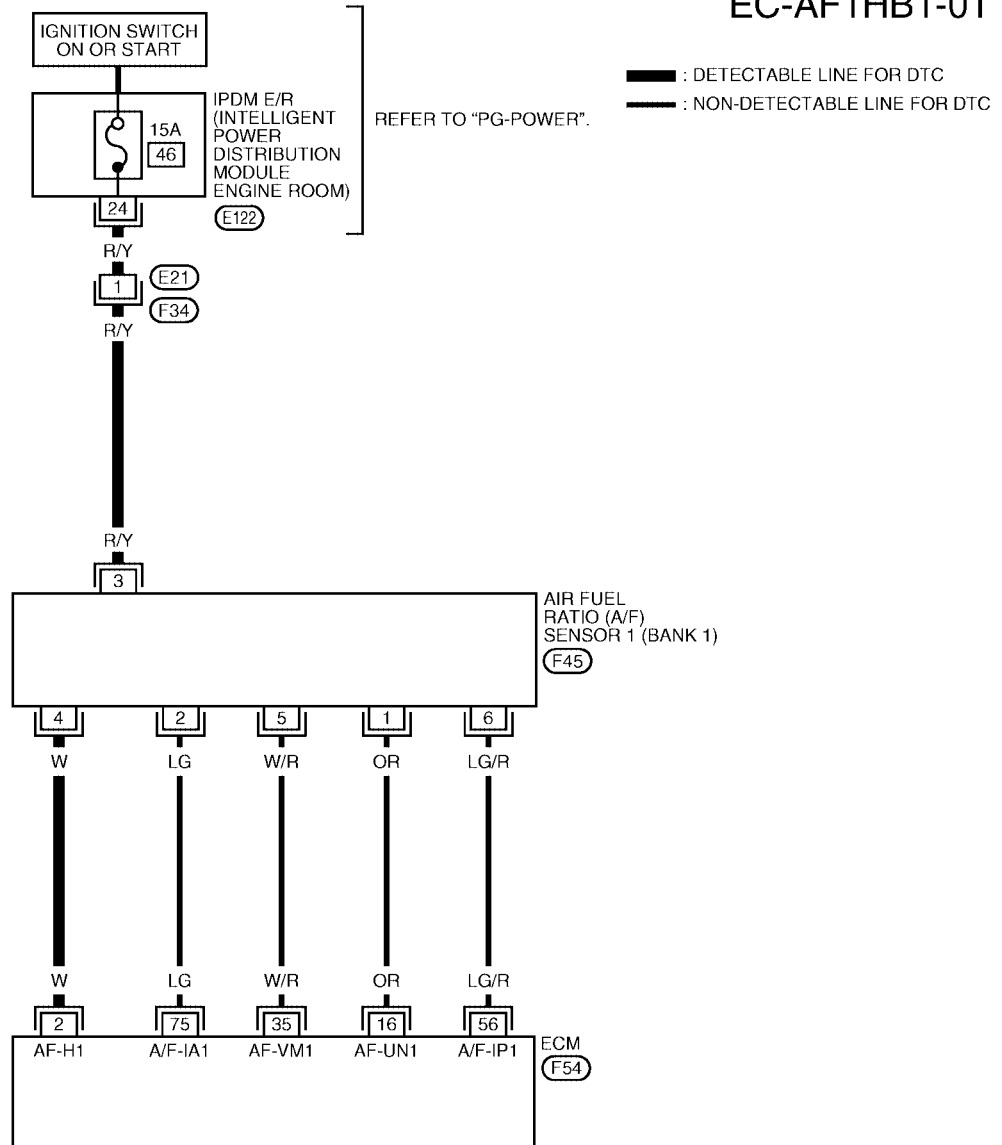 EC-AF1HB1-01
IGNITION SWITCH
ON OR START
: DETECTABLE LINE FOR DTC
: NON-DETECTABLE LINE FOR DTC
IPDM E/R
(INTELLIGENT
POWER
DISTRIBUTION
MODULE
ENGINE ROOM)
E122
15A
46
REFER TO “PG-POWER”.
24
R/Y
1
E21
F34
R/Y
R/Y
3
AIR FUEL
RATIO (A/F)
SENSOR 1 (BANK 1)
F45
4 2 5 1 6
W LG W/R OR LG/R
W LG W/R OR LG/R
2 75 35 16 56
AF-H1 A/F-IA1 AF-VM1 AF-UN1 A/F-IP1
ECM
F54